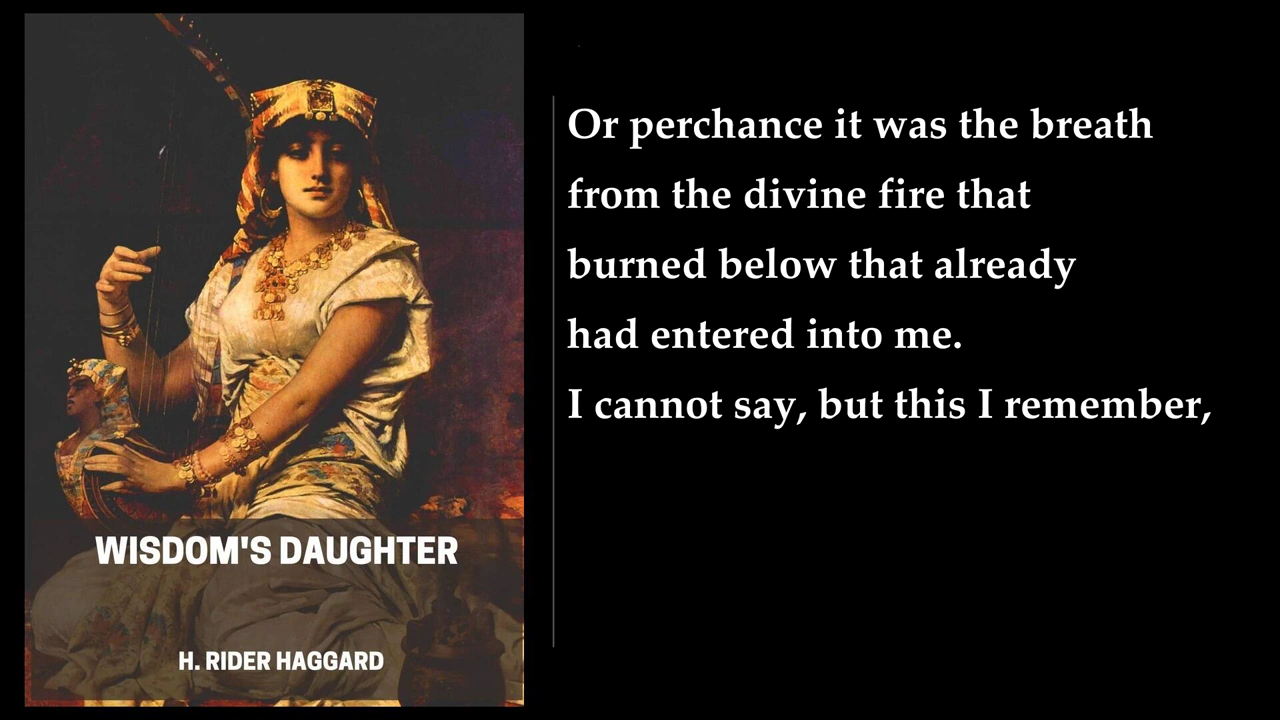 WISDOM'S DAUGHTER
H. RIDER HAGGARD
Or perchance it was the breath
from the divine fire that
burned below that already
had entered into me.
I cannot say, but this I remember,